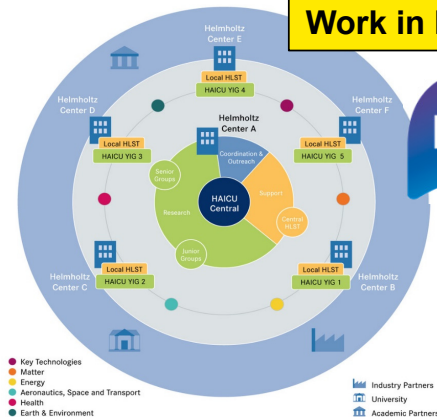 Work in
Helmholtz
Center E
Local HLST
HAICU YIG 4
Helmholtz
Center D
Local HLST
HAICU YIG 3
Helmholtz
Center F
Local HLST
HAICU YIG 5
Helmholtz
Center A
Coordination &
Outreach
Senior
Groups
Research
HAICU
Central
Support
Central
HLST
Junior
Groups
Local HLST
HAICU YIG 2
Helmholtz
Center C
Local HLST
HAICU YIG 1
Helmholtz
Center B
Key Technologies
Matter
Energy
Aeronautics, Space and Transport
Health
Earth & Environment
Industry Partners
University
Academic Partners